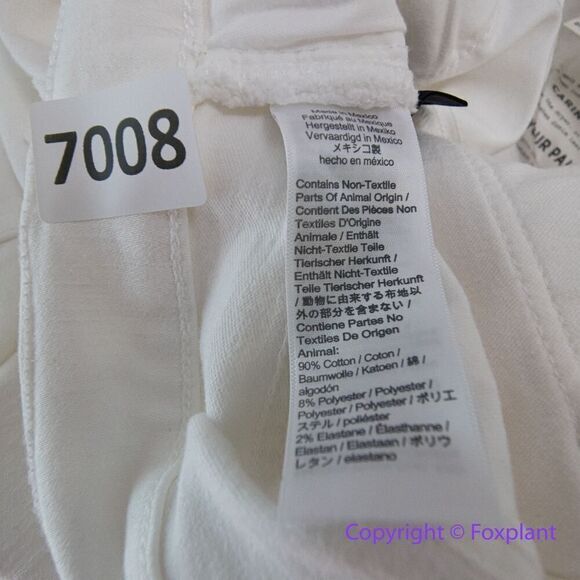 7008
Made in Mexico
Fabriqué au Mexique
Hergestellt in Mexiko
Vervaardigd in Mexico
メキシコ製
hecho en méxico
Contains Non-Textile
Parts Of Animal Origin /
Contient Des Pièces Non
Textiles D'Origine
Animale / Enthält
Nicht-Textile Teile
Tierischer Herkunft /
Enthält Nicht-Textile
Teile Tierischer Herkunft
/ 動物に由来する布地以
外の部分を含まない /
Contiene Partes No
Textiles De Origen
Animal:
90% Cotton / Coton /
Baumwolle / Katoen / 綿 /
algodón
8% Polyester / Polyester /
Polyester / Polyester / ポリエ
ステル / poliéster
2% Elastane / Élasthanne /
Elastan / Elastaan / ポリウ
レタン / elastano
Copyright © Foxplant